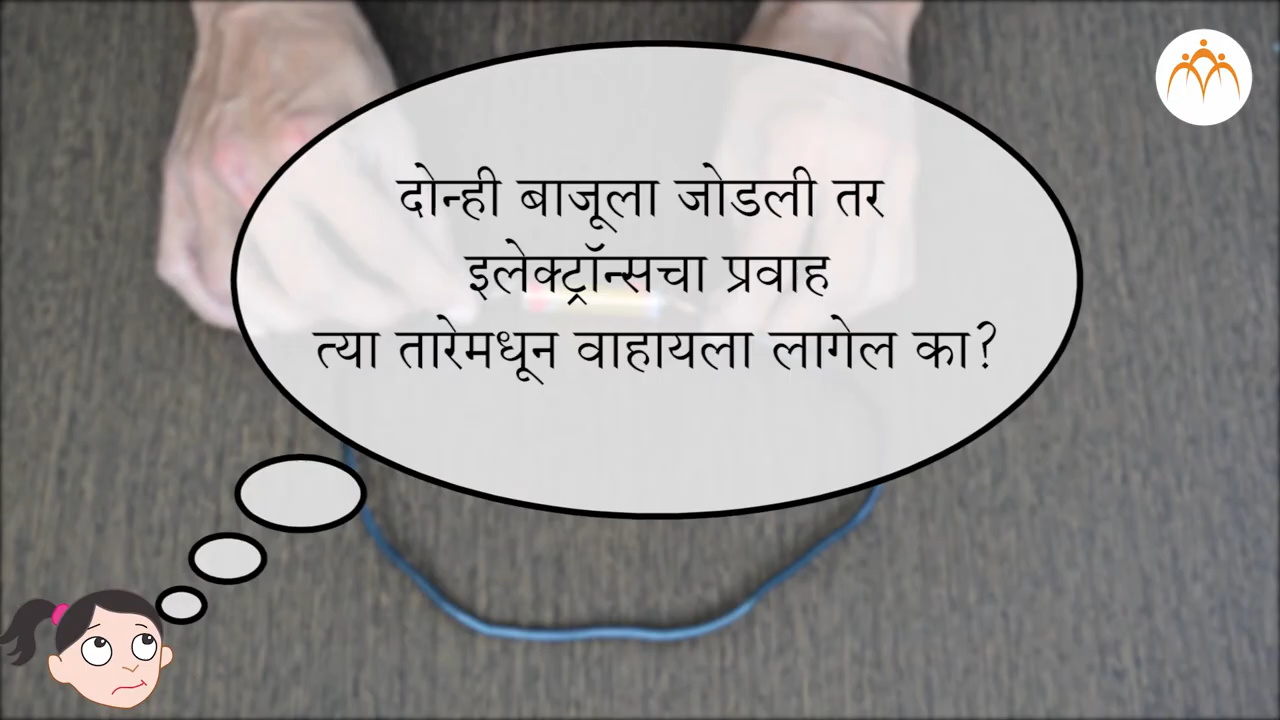 दोन्ही बाजूला जोडली तर
इलेक्ट्रॉन्सचा प्रवाह
त्या तारेमधून वाहायला लागेल का?